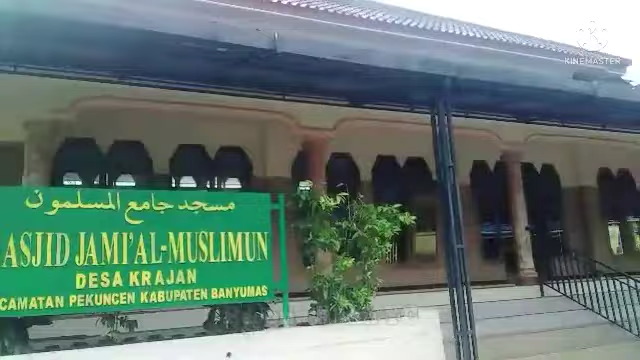 مسجد جامع المسلمون
ASJID JAMI'AL-MUSLIMUN
DESA KRAJAN
CAMATAN PEKUNCEN KABUPATEN BANYUMAS
KINEMASTER